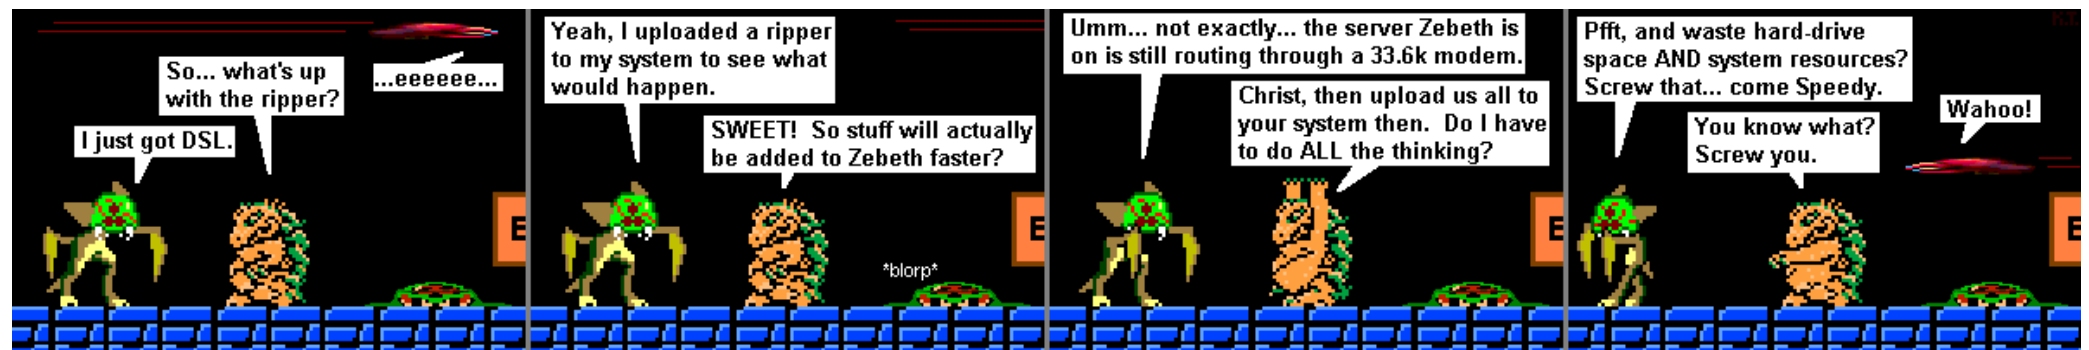 I just got DSL.
So... what's up
with the ripper?
...eeeeee...
E
Yeah, I uploaded a ripper
to my system to see what
would happen.
SWEET!  So stuff will actually
be added to Zebeth faster?
*blorp*
E
Umm... not exactly... the server Zebeth is
on is still routing through a 33.6k modem.
Christ, then upload us all to
your system then.  Do I have
to do ALL the thinking?
E
Pfft, and waste hard-drive
space AND system resources?
Screw that... come Speedy.
Wahoo!
You know what?
Screw you.
E